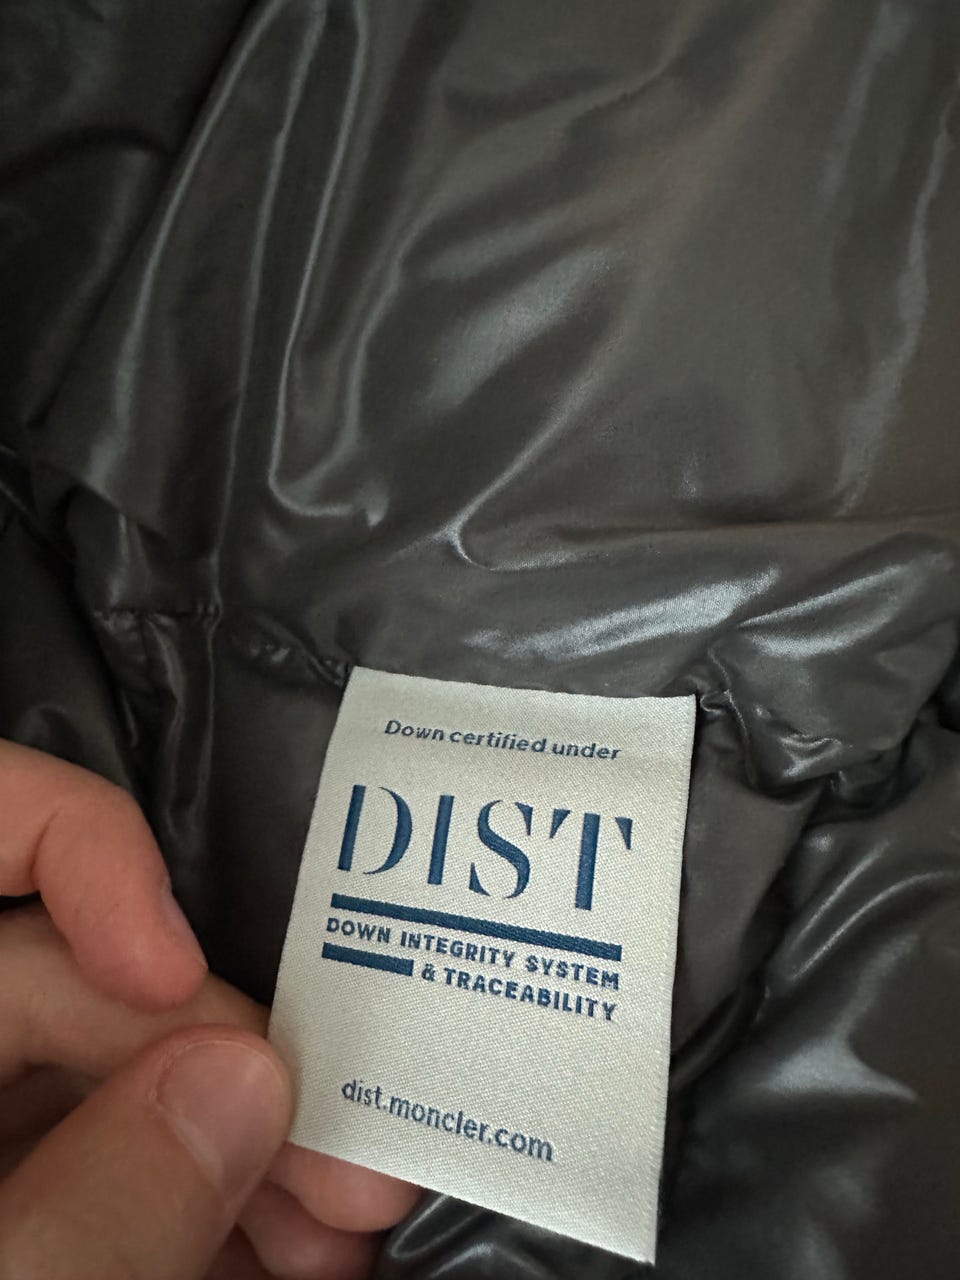 Down certified under
DIST
DOWN INTEGRITY SYSTEM
& TRACEABILITY
dist.moncler.com